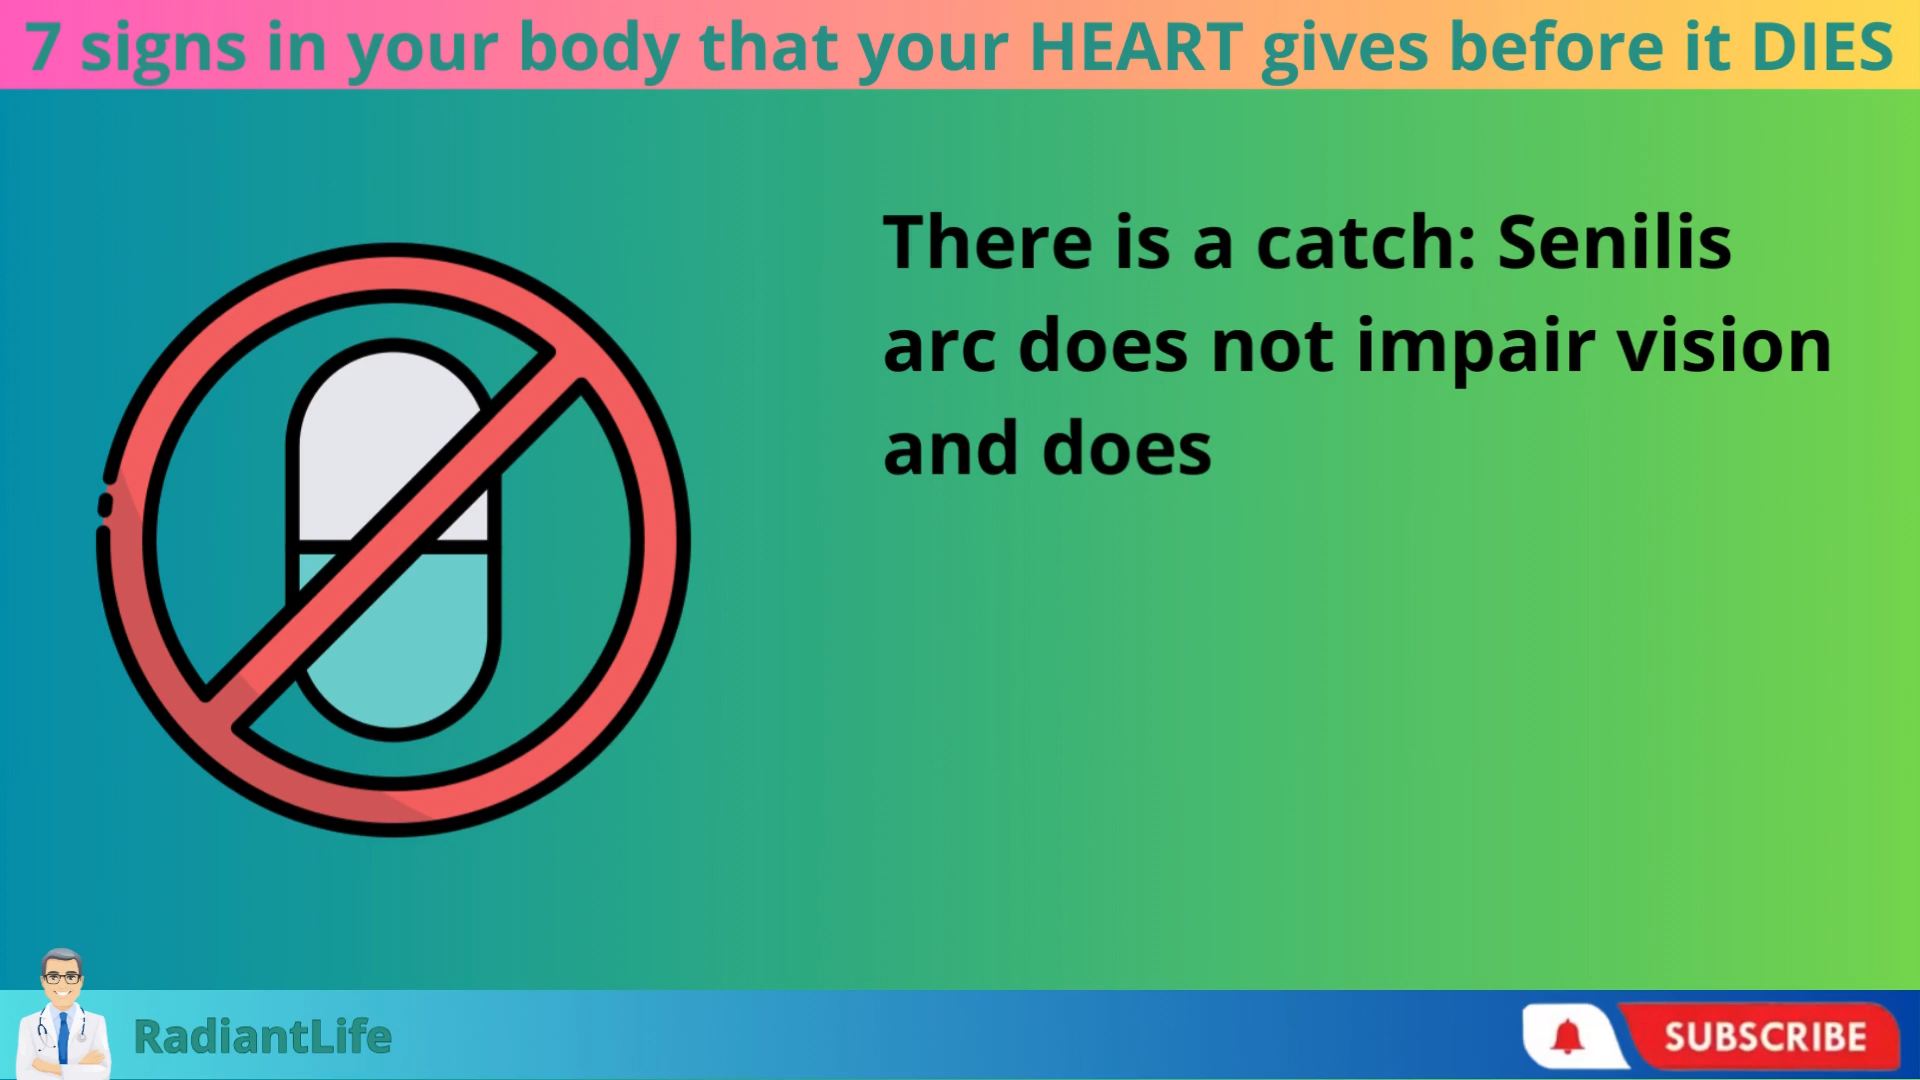 7 signs in your body that your HEART gives before it DIES
There is a catch: Senilis
arc does not impair vision
and does
RadiantLife
SUBSCRIBE